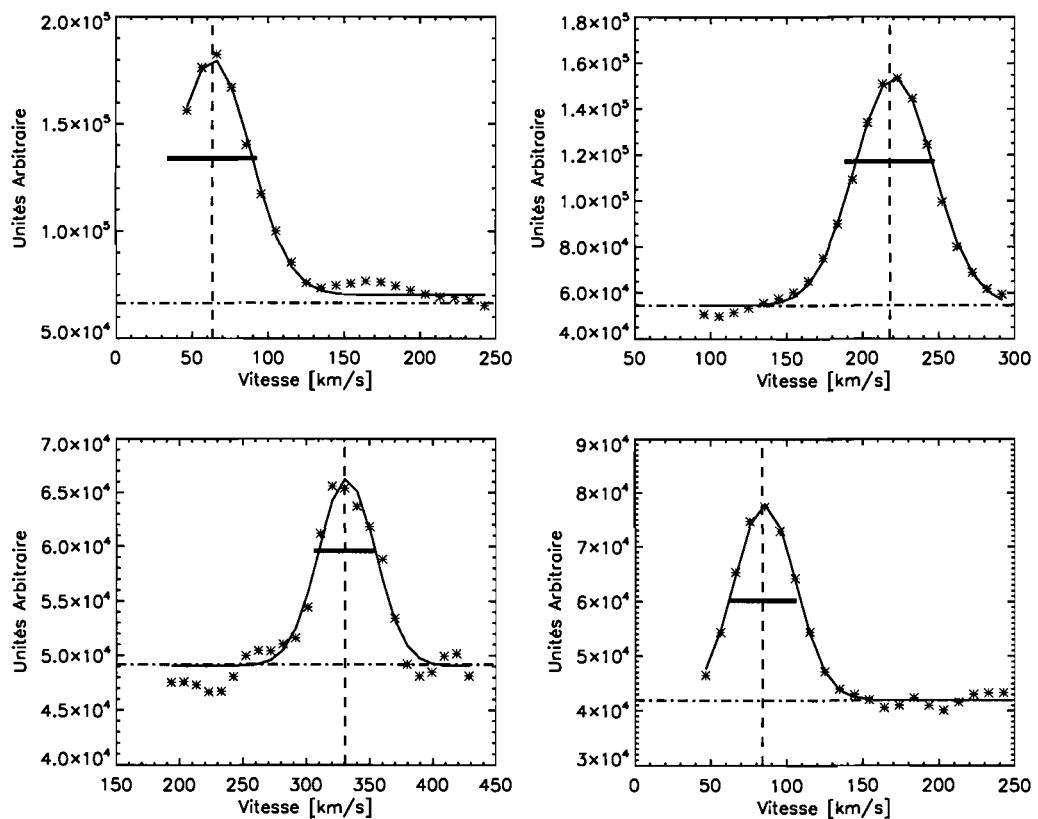 2.0×10⁵
1.5×10⁵
1.0×10⁵
5.0×10⁴
Unités Arbitraire
0 50 100 150 200 250
Vitesse [km/s]
1.8×10⁵
1.6×10⁵
1.4×10⁵
1.2×10⁵
1.0×10⁵
8.0×10⁴
6.0×10⁴
4.0×10⁴
Unités Arbitraire
50 100 150 200 250 300
Vitesse [km/s]
7.0×10⁴
6.5×10⁴
6.0×10⁴
5.5×10⁴
5.0×10⁴
4.5×10⁴
4.0×10⁴
Unités Arbitraire
150 200 250 300 350 400 450
Vitesse [km/s]
9×10⁴
8×10⁴
7×10⁴
6×10⁴
5×10⁴
4×10⁴
3×10⁴
Unités Arbitraire
0 50 100 150 200 250
Vitesse [km/s]